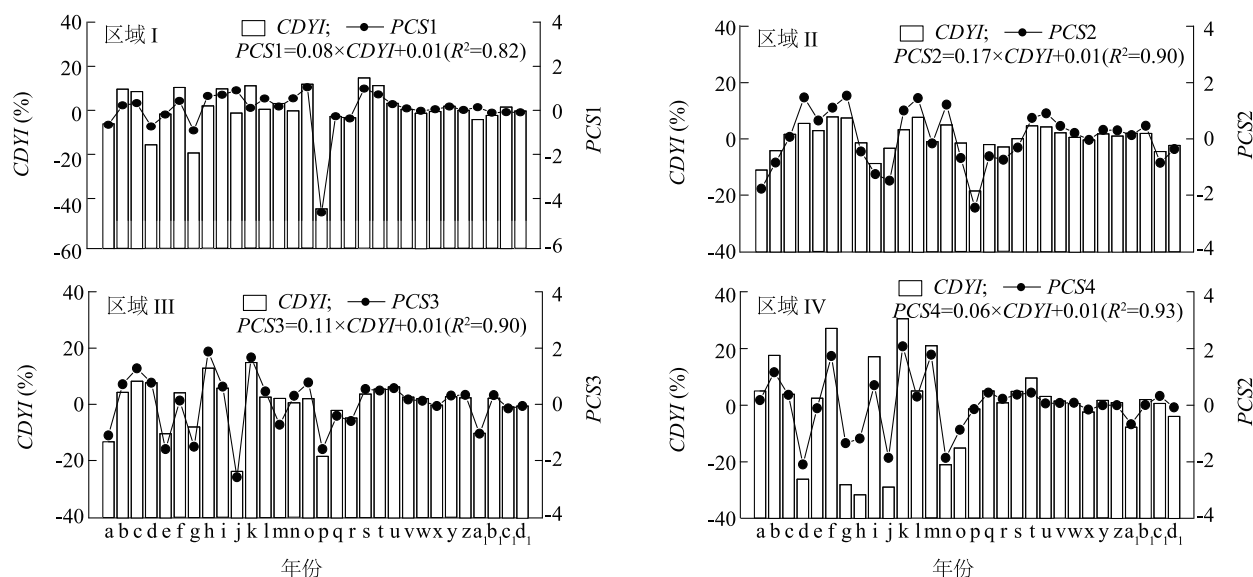 区域 I
CDYI; PCS1
PCS1=0.08×CDYI+0.01(R²=0.82)
CDYI (%)
40
20
0
-20
-40
-60
4
2
0
-2
-4
-6
PCS1
区域 II
CDYI; PCS2
PCS2=0.17×CDYI+0.01(R²=0.90)
CDYI (%)
40
20
0
-20
-40
4
2
0
-2
-4
PCS2
区域 III
CDYI; PCS3
PCS3=0.11×CDYI+0.01(R²=0.90)
CDYI (%)
40
20
0
-20
-40
4
2
0
-2
-4
PCS3
a b c d e f g h i j k l m n o p q r s t u v w x y z a₁ b₁ c₁ d₁
年份
区域 IV
CDYI; PCS4
PCS4=0.06×CDYI+0.01(R²=0.93)
CDYI (%)
40
20
0
-20
-40
4
2
0
-2
-4
PCS2
a b c d e f g h i j k l m n o p q r s t u v w x y z a₁ b₁ c₁ d₁
年份